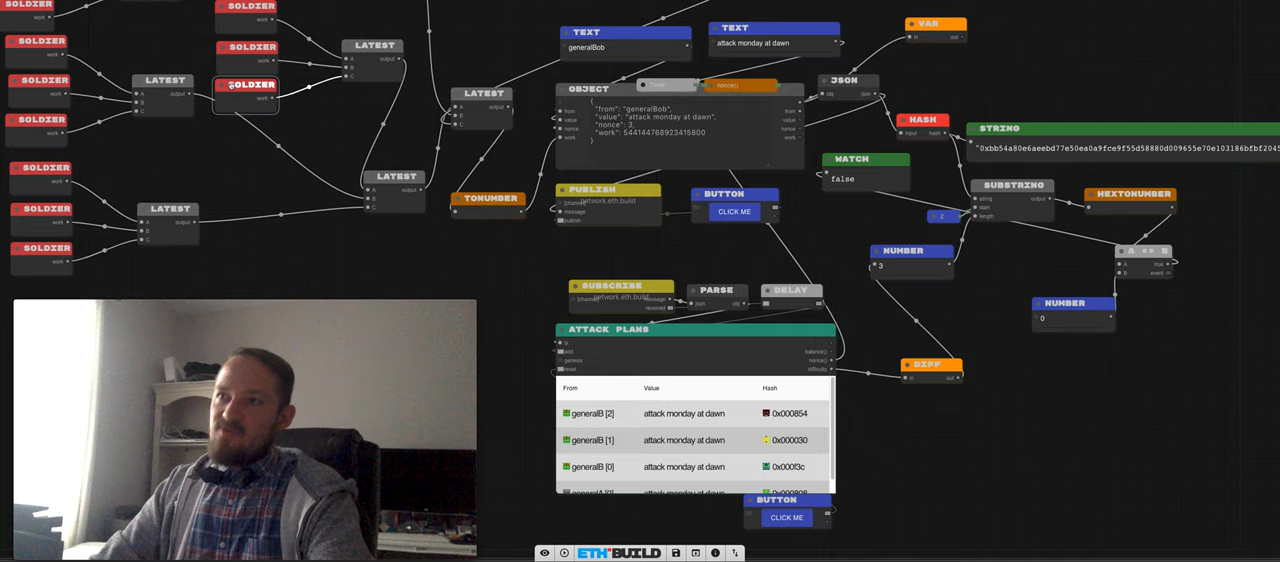 SOLDIER
work
SOLDIER
work
SOLDIER
work
SOLDIER
work
SOLDIER
work
SOLDIER
work
SOLDIER
work
SOLDIER
work
SOLDIER
work
LATEST
A
B
C
output
LATEST
A
B
C
output
LATEST
A
B
C
output
LATEST
A
B
C
output
LATEST
A
B
C
output
TONUMBER
TEXT
generalBob
TEXT
attack monday at dawn
VAR
in
out
Timer
nonce()
OBJECT
from
value
nonce
work
{
"from": "generalBob",
"value": "attack monday at dawn",
"nonce": 3,
"work": 544144768923415800
}
from
value
nonce
work
JSON
obj
json
HASH
input
hash
STRING
"0xbb54a80e6aeebd77e50ea0a9fce9f55d58880d009655e70e103186bfbf2045
WATCH
false
SUBSTRING
string
start
length
output
2
HEXTONUMBER
A == B
A
B
true
event
NUMBER
3
NUMBER
0
PUBLISH
network.eth.build
[channel]
message
publish
BUTTON
CLICK ME
SUBSCRIBE
network.eth.build
[channel]
message
received
PARSE
json
obj
DELAY
ATTACK PLANS
tx
add
genesis
reset
balance()
nonce()
difficulty
DIFF
in
out
From Value Hash
generalB [2] attack monday at dawn 0x000854
generalB [1] attack monday at dawn 0x000030
generalB [0] attack monday at dawn 0x000f3c
BUTTON
CLICK ME
ETH.BUILD